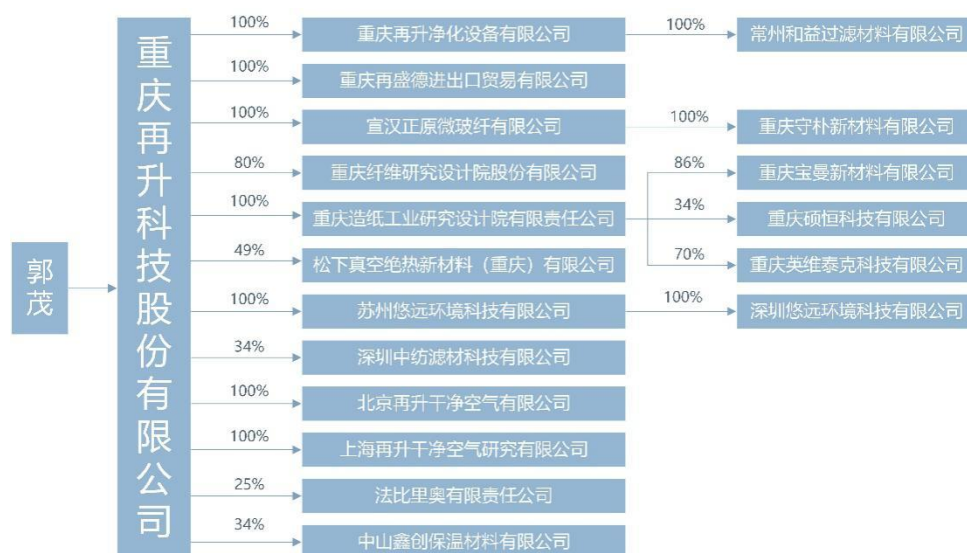 郭茂
重庆再升科技股份有限公司
100%
重庆再升净化设备有限公司
100%
常州和益过滤材料有限公司
100%
重庆再盛德进出口贸易有限公司
100%
宣汉正原微玻纤有限公司
100%
重庆守朴新材料有限公司
80%
重庆纤维研究设计院股份有限公司
86%
重庆宝曼新材料有限公司
100%
重庆造纸工业研究设计院有限责任公司
34%
重庆硕恒科技有限公司
49%
松下真空绝热新材料（重庆）有限公司
70%
重庆英维泰克科技有限公司
100%
苏州悠远环境科技有限公司
100%
深圳悠远环境科技有限公司
34%
深圳中纺滤材科技有限公司
100%
北京再升干净空气有限公司
100%
上海再升干净空气研究有限公司
25%
法比里奥有限责任公司
34%
中山鑫创保温材料有限公司